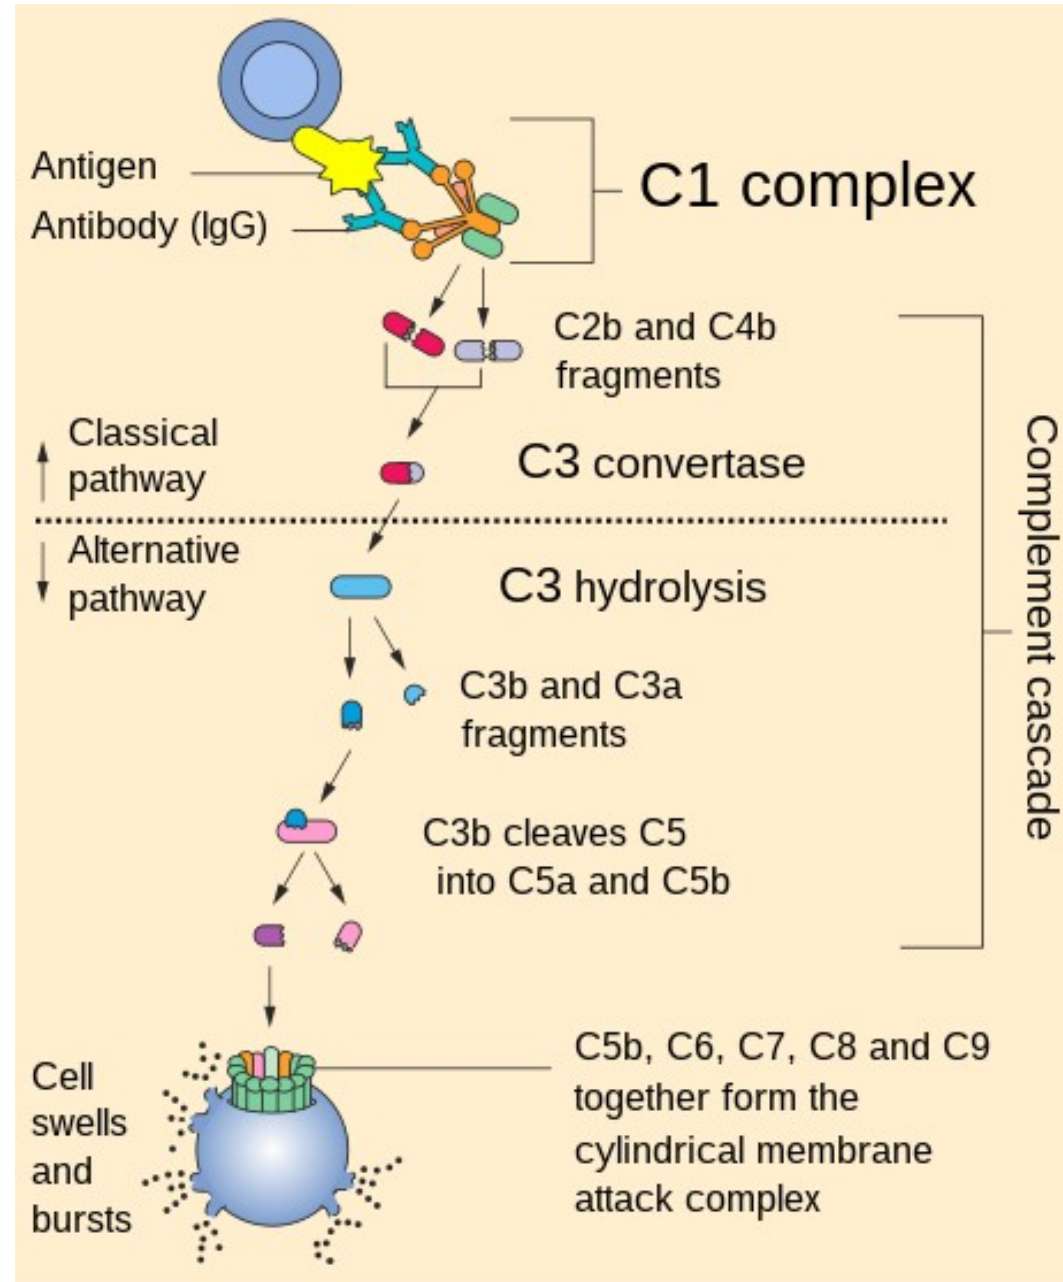 Antigen
Antibody (IgG)
C1 complex
C2b and C4b
fragments
Classical
pathway
C3 convertase
Alternative
pathway
C3 hydrolysis
C3b and C3a
fragments
C3b cleaves C5
into C5a and C5b
Complement cascade
Cell
swells
and
bursts
C5b, C6, C7, C8 and C9
together form the
cylindrical membrane
attack complex